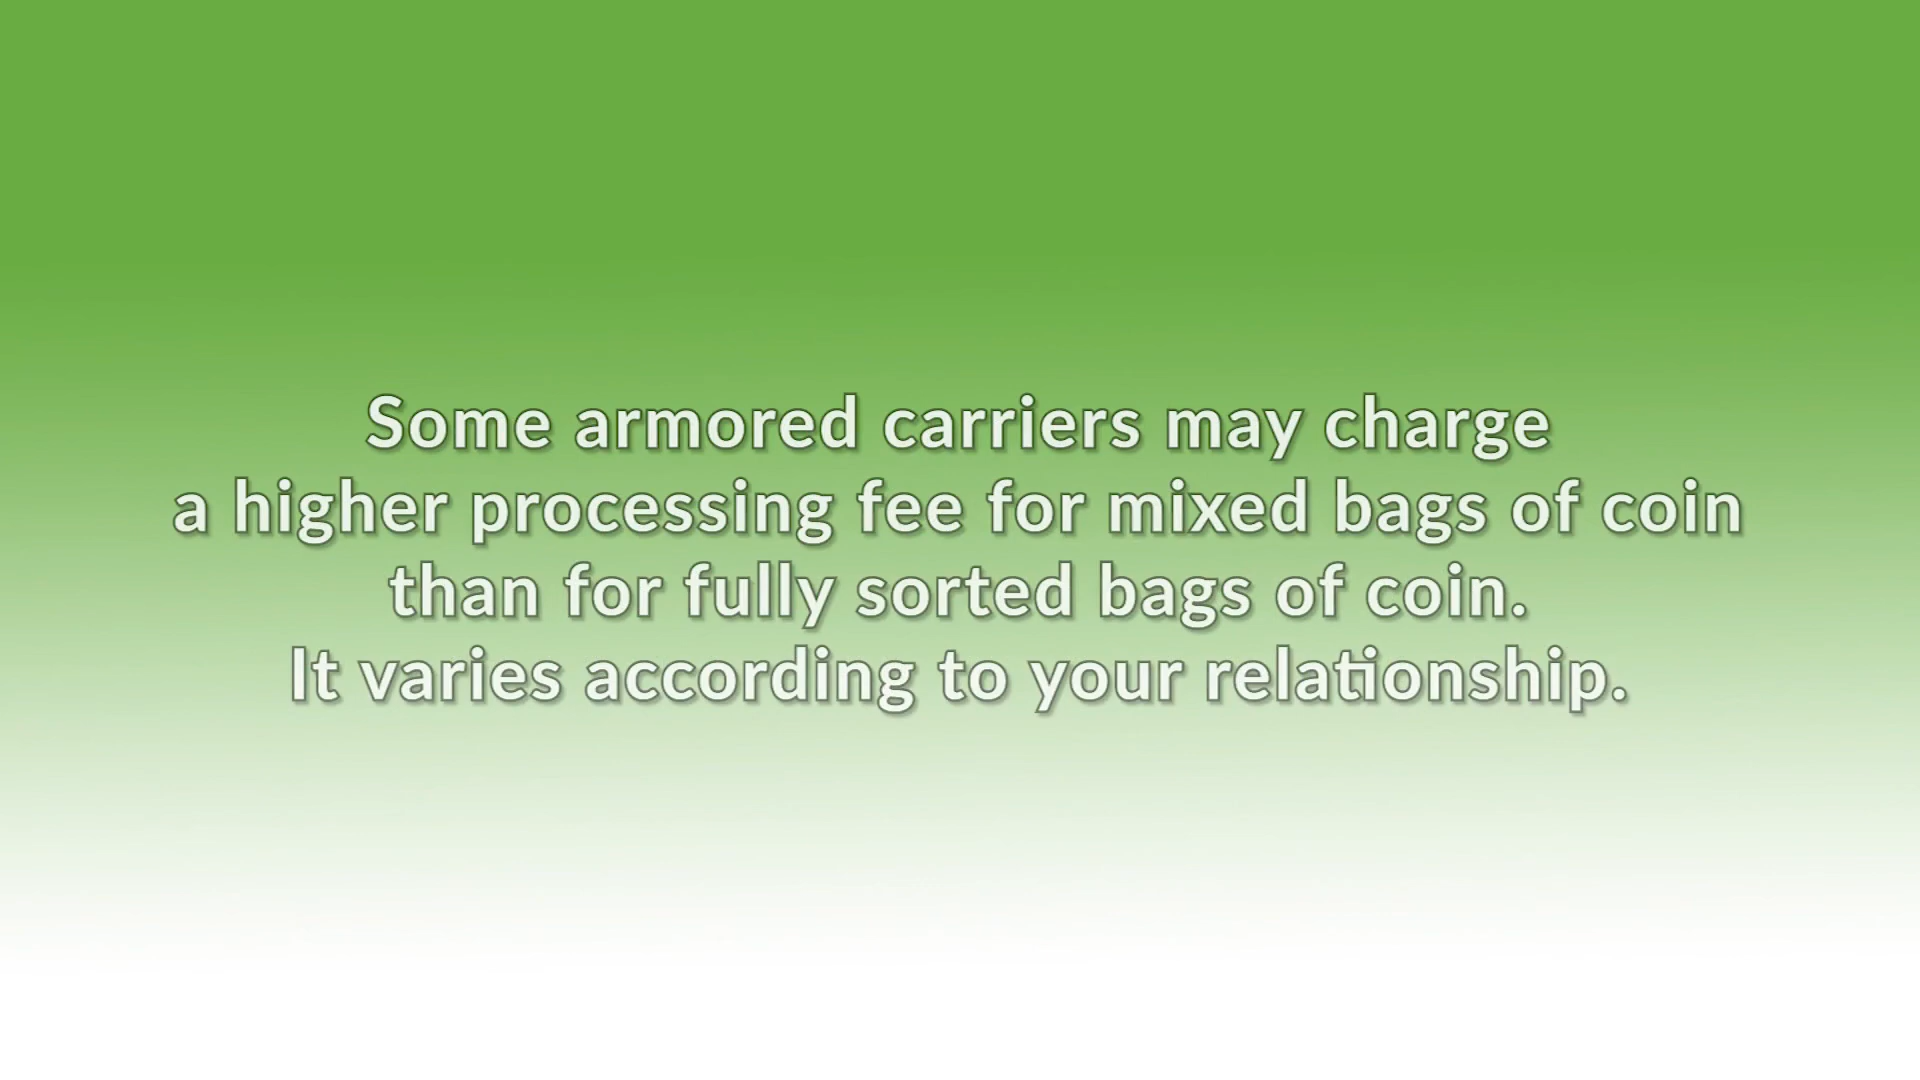 Some armored carriers may charge
a higher processing fee for mixed bags of coin
than for fully sorted bags of coin.
It varies according to your relationship.